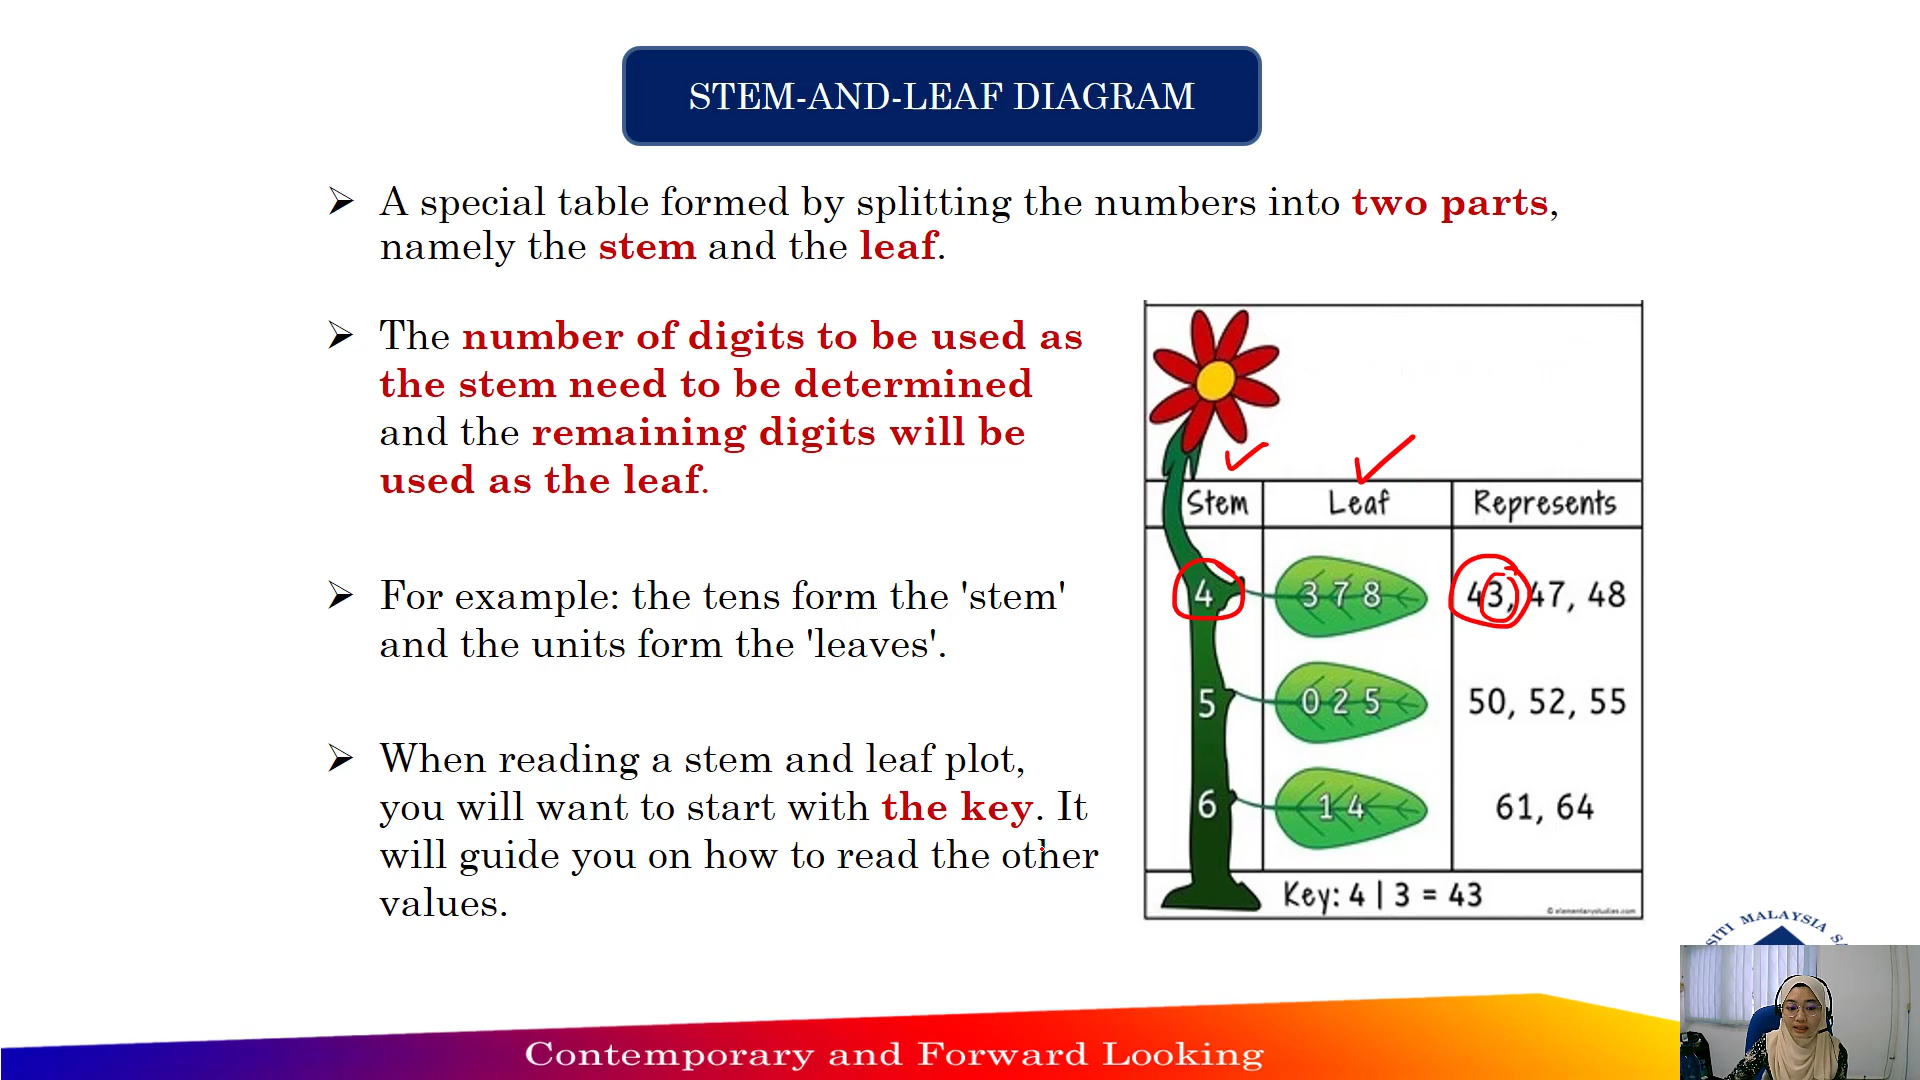 STEM-AND-LEAF DIAGRAM
A special table formed by splitting the numbers into two parts,
namely the stem and the leaf.
The number of digits to be used as
the stem need to be determined
and the remaining digits will be
used as the leaf.
For example: the tens form the 'stem'
and the units form the 'leaves'.
When reading a stem and leaf plot,
you will want to start with the key. It
will guide you on how to read the other
values.
Stem Leaf Represents
4 3 7 8 43, 47, 48
5 0 2 5 50, 52, 55
6 1 4 61, 64
Key: 4 | 3 = 43
© elementarystudies.com
SITI MALAYSIA
Contemporary and Forward Looking